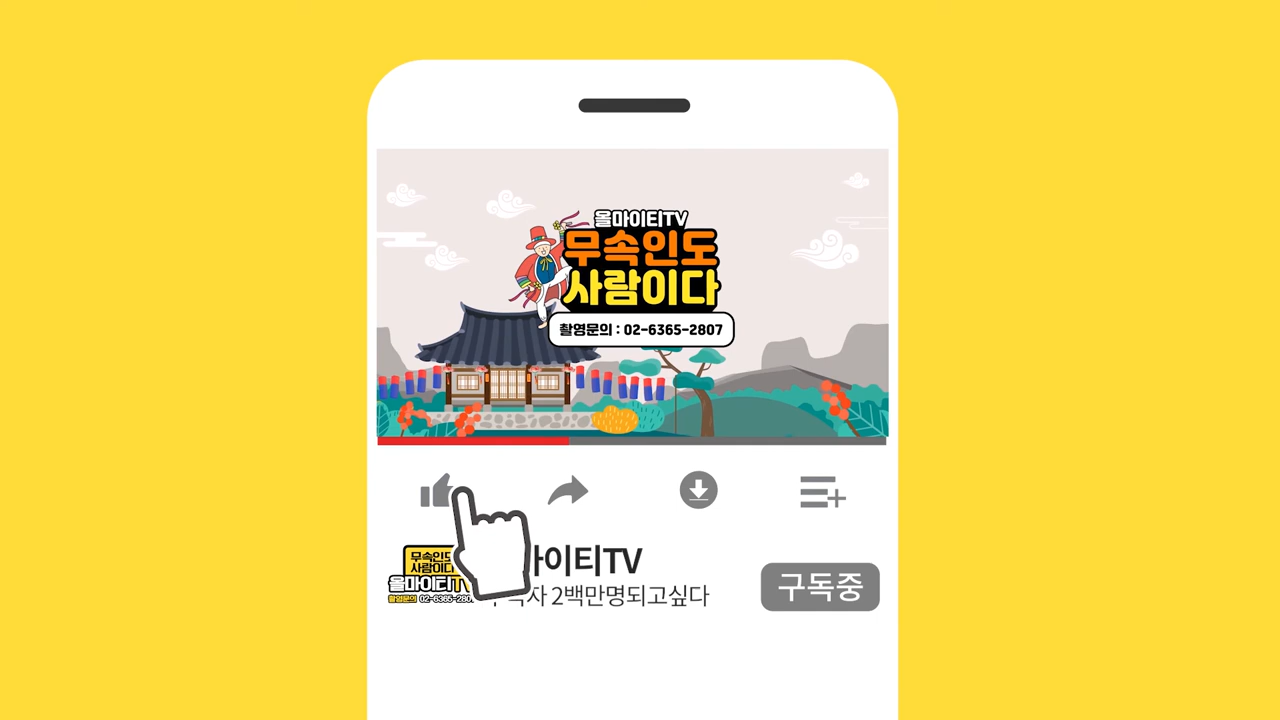 올마이티TV
무속인도
사람이다
촬영문의 : 02-6365-2807
무속인도
사람이다
올마이티TV
촬영문의 02-6365-280
마이티TV
2백만명되고싶다
구독중